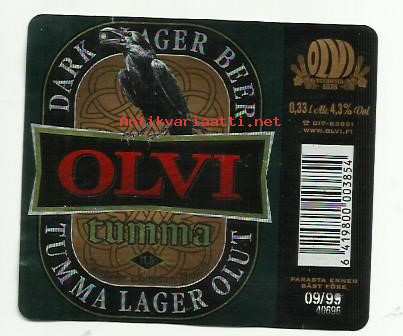 DARK LAGER BEER
Antikvariaatti.net
OLVI
tumma
TUMMA LAGER OLUT
OLVI
0,33 l Alc. 4,3% Vol
WWW.OLVI.FI
6 419800 003854
PARASTA ENNEN
BÄST FÖRE
09/99
40696